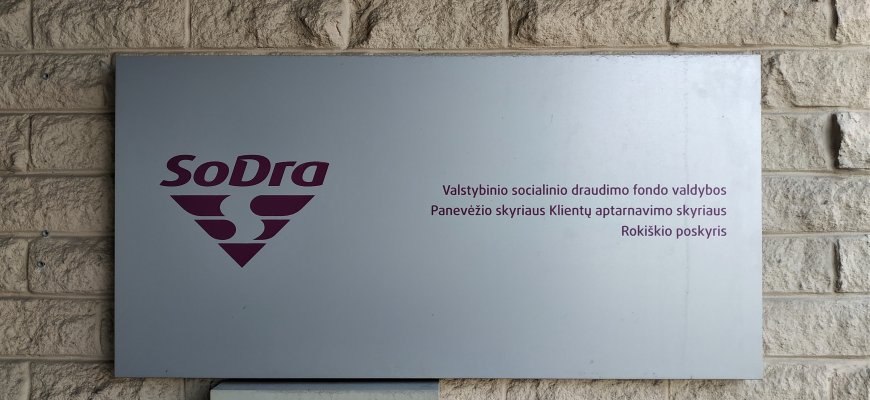 SoDra
Valstybinio socialinio draudimo fondo valdybos
Panevėžio skyriaus Klientų aptarnavimo skyriaus
Rokiškio poskyris